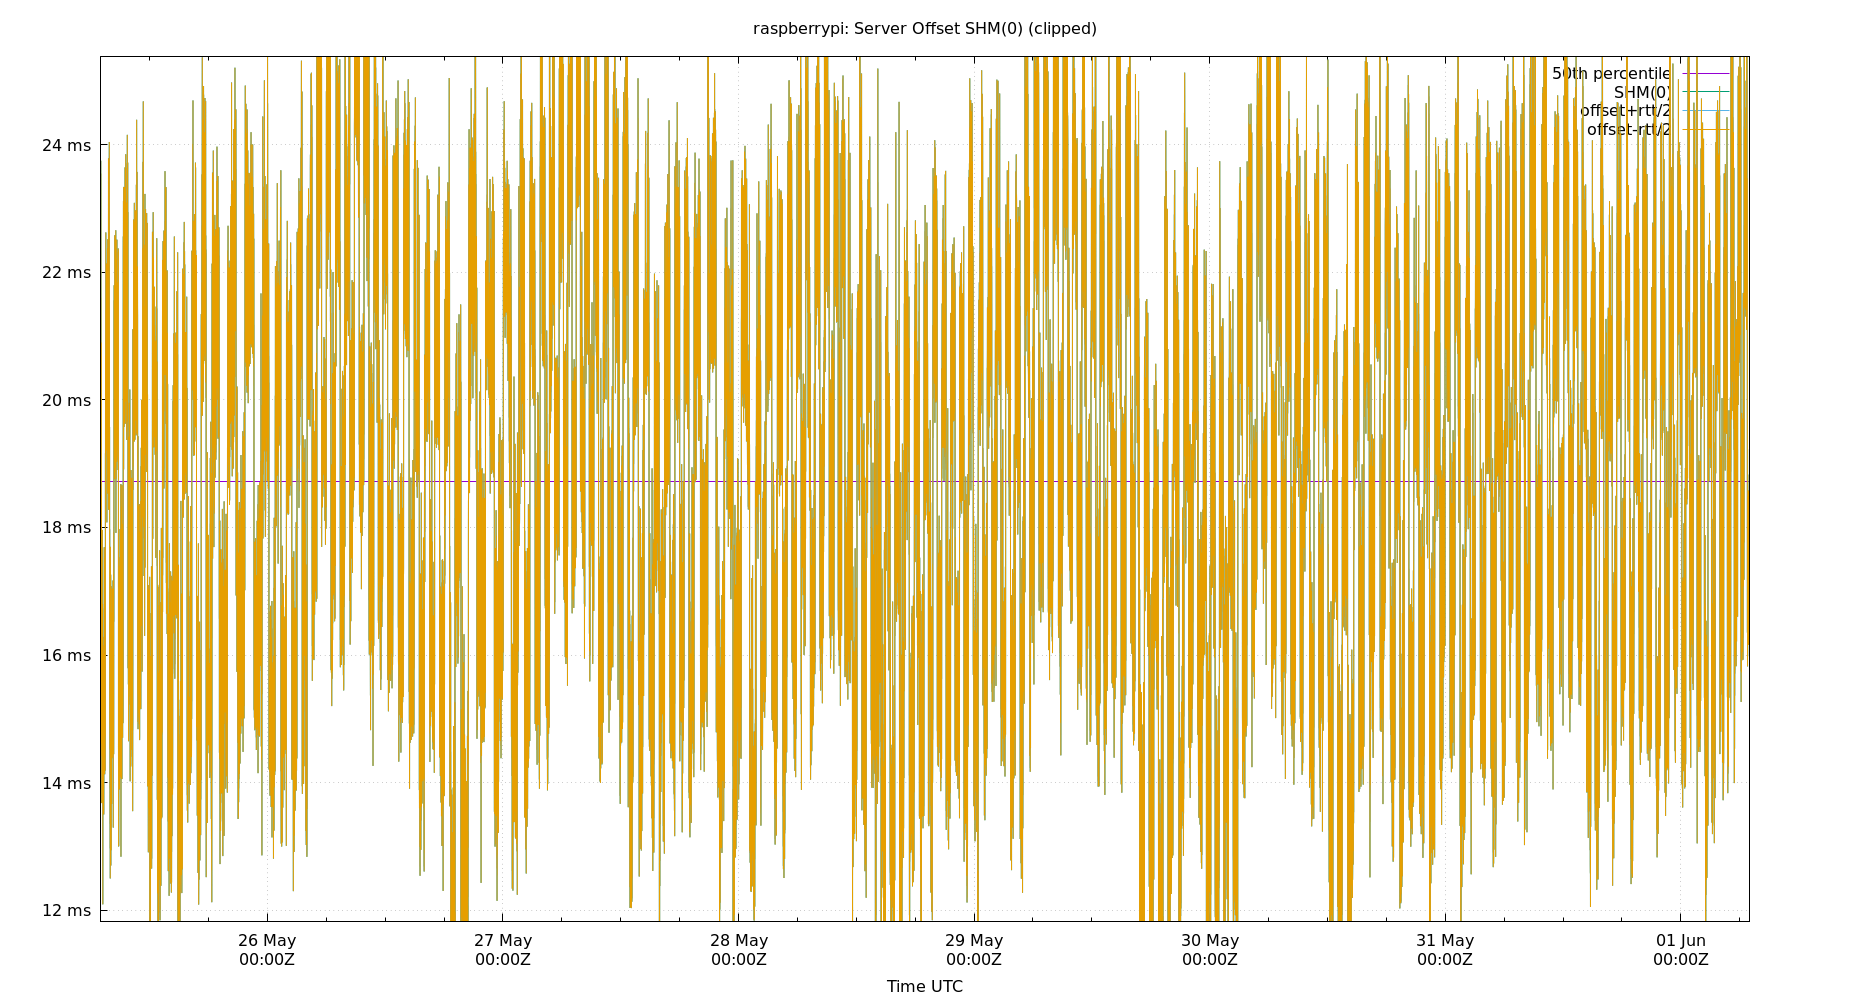 raspberrypi: Server Offset SHM(0) (clipped)
50th percentile
SHM(0)
offset+rtt/2
offset-rtt/2
24 ms
22 ms
20 ms
18 ms
16 ms
14 ms
12 ms
26 May 27 May 28 May 29 May 30 May 31 May 01 Jun
00:00Z 00:00Z 00:00Z 00:00Z 00:00Z 00:00Z 00:00Z
Time UTC